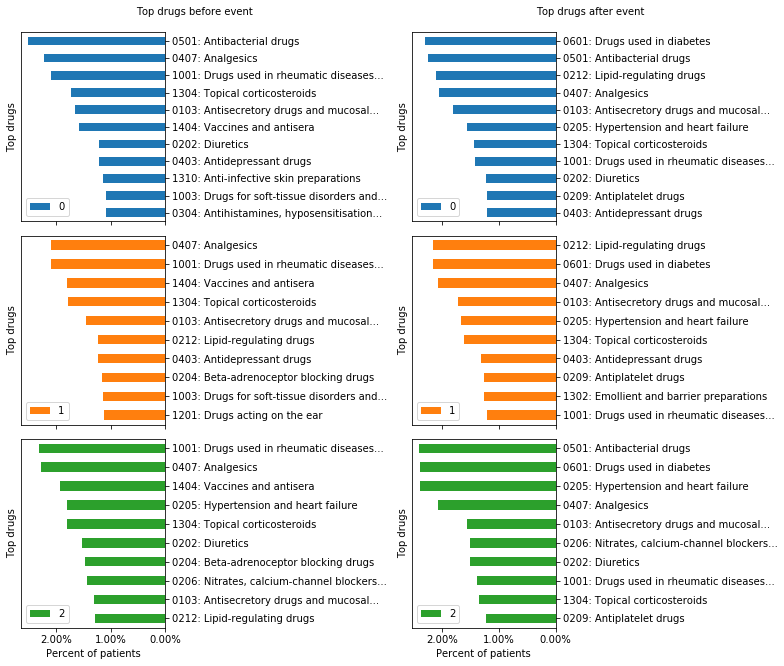 Top drugs before event
Top drugs
0501: Antibacterial drugs
0407: Analgesics
1001: Drugs used in rheumatic diseases...
1304: Topical corticosteroids
0103: Antisecretory drugs and mucosal...
1404: Vaccines and antisera
0202: Diuretics
0403: Antidepressant drugs
1310: Anti-infective skin preparations
1003: Drugs for soft-tissue disorders and...
0304: Antihistamines, hyposensitisation...
0
Top drugs
0407: Analgesics
1001: Drugs used in rheumatic diseases...
1404: Vaccines and antisera
1304: Topical corticosteroids
0103: Antisecretory drugs and mucosal...
0212: Lipid-regulating drugs
0403: Antidepressant drugs
0204: Beta-adrenoceptor blocking drugs
1003: Drugs for soft-tissue disorders and...
1201: Drugs acting on the ear
1
Top drugs
1001: Drugs used in rheumatic diseases...
0407: Analgesics
1404: Vaccines and antisera
0205: Hypertension and heart failure
1304: Topical corticosteroids
0202: Diuretics
0204: Beta-adrenoceptor blocking drugs
0206: Nitrates, calcium-channel blockers...
0103: Antisecretory drugs and mucosal...
0212: Lipid-regulating drugs
2
2.00% 1.00% 0.00%
Percent of patients
Top drugs after event
Top drugs
0601: Drugs used in diabetes
0501: Antibacterial drugs
0212: Lipid-regulating drugs
0407: Analgesics
0103: Antisecretory drugs and mucosal...
0205: Hypertension and heart failure
1304: Topical corticosteroids
1001: Drugs used in rheumatic diseases...
0202: Diuretics
0209: Antiplatelet drugs
0403: Antidepressant drugs
0
Top drugs
0212: Lipid-regulating drugs
0601: Drugs used in diabetes
0407: Analgesics
0103: Antisecretory drugs and mucosal...
0205: Hypertension and heart failure
1304: Topical corticosteroids
0403: Antidepressant drugs
0209: Antiplatelet drugs
1302: Emollient and barrier preparations
1001: Drugs used in rheumatic diseases...
1
Top drugs
0501: Antibacterial drugs
0601: Drugs used in diabetes
0205: Hypertension and heart failure
0407: Analgesics
0103: Antisecretory drugs and mucosal...
0206: Nitrates, calcium-channel blockers...
0202: Diuretics
1001: Drugs used in rheumatic diseases...
1304: Topical corticosteroids
0209: Antiplatelet drugs
2
2.00% 1.00% 0.00%
Percent of patients